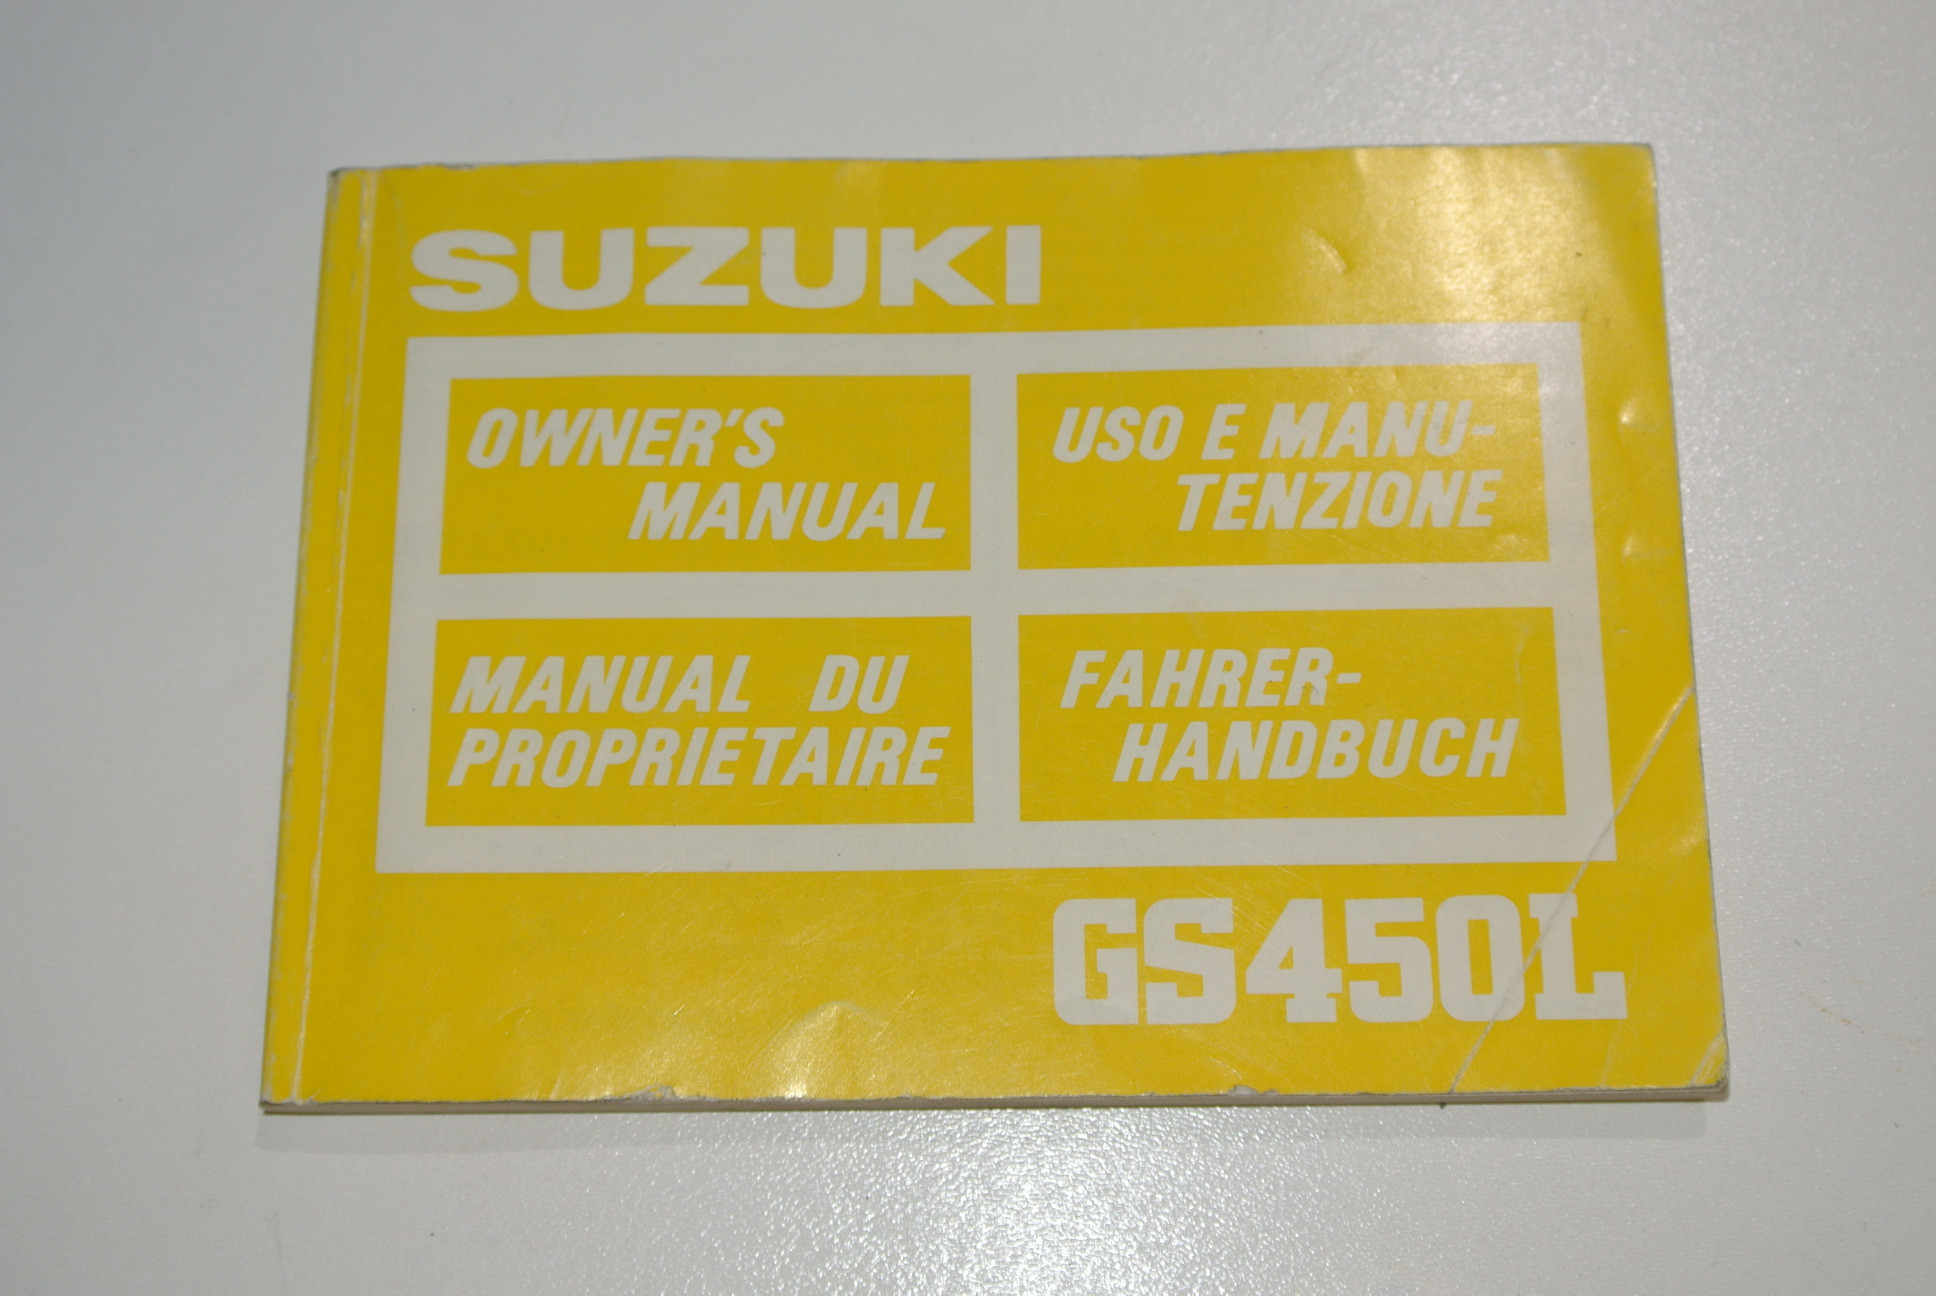 SUZUKI
OWNER'S
MANUAL
USO E MANU-
TENZIONE
MANUAL DU
PROPRIETAIRE
FAHRER-
HANDBUCH
GS450L